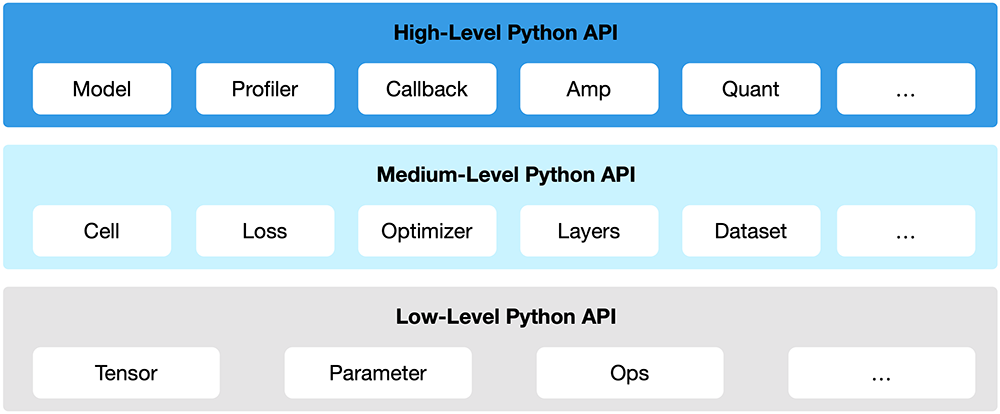 High-Level Python API
Model Profiler Callback Amp Quant ...
Medium-Level Python API
Cell Loss Optimizer Layers Dataset ...
Low-Level Python API
Tensor Parameter Ops ...